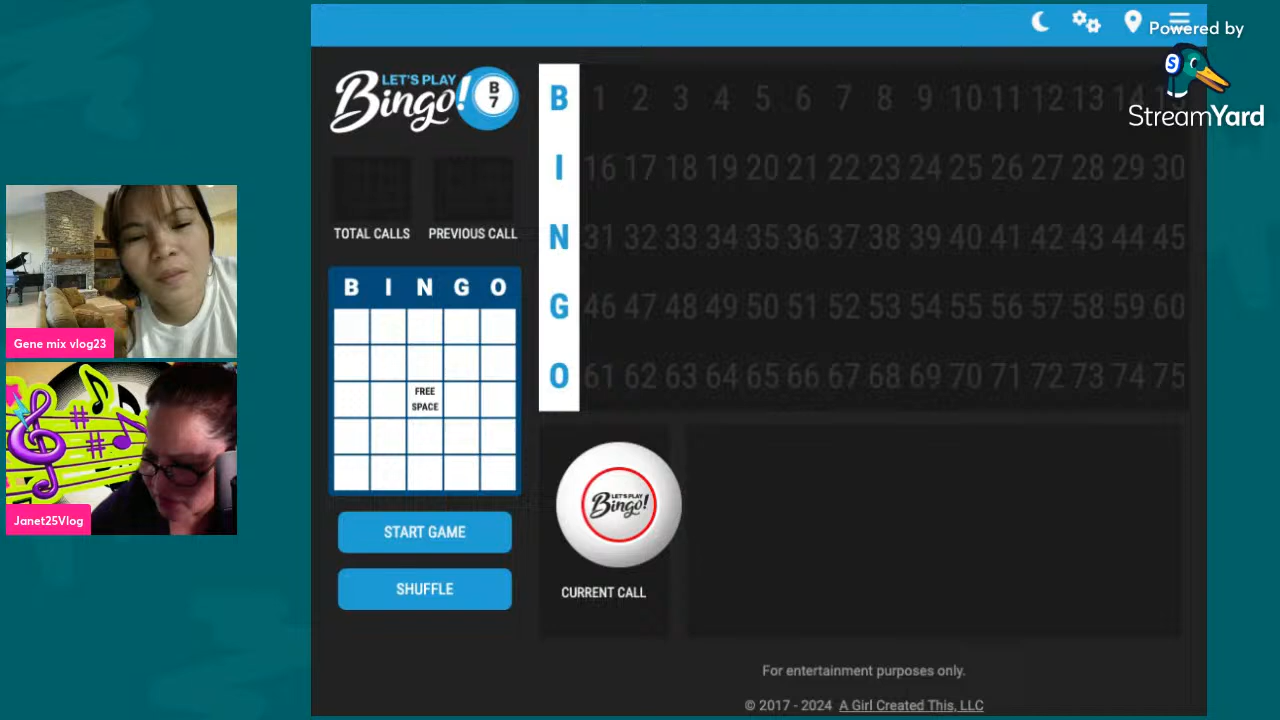 Powered by
StreamYard
LET'S PLAY
Bingo!
B
7
TOTAL CALLS
PREVIOUS CALL
B I N G O
FREE
SPACE
START GAME
SHUFFLE
B 1 2 3 4 5 6 7 8 9 10 11 12 13 14 15
I 16 17 18 19 20 21 22 23 24 25 26 27 28 29 30
N 31 32 33 34 35 36 37 38 39 40 41 42 43 44 45
G 46 47 48 49 50 51 52 53 54 55 56 57 58 59 60
O 61 62 63 64 65 66 67 68 69 70 71 72 73 74 75
LET'S PLAY
Bingo!
CURRENT CALL
For entertainment purposes only.
© 2017 - 2024 A Girl Created This, LLC
Gene mix vlog23
Janet25Vlog